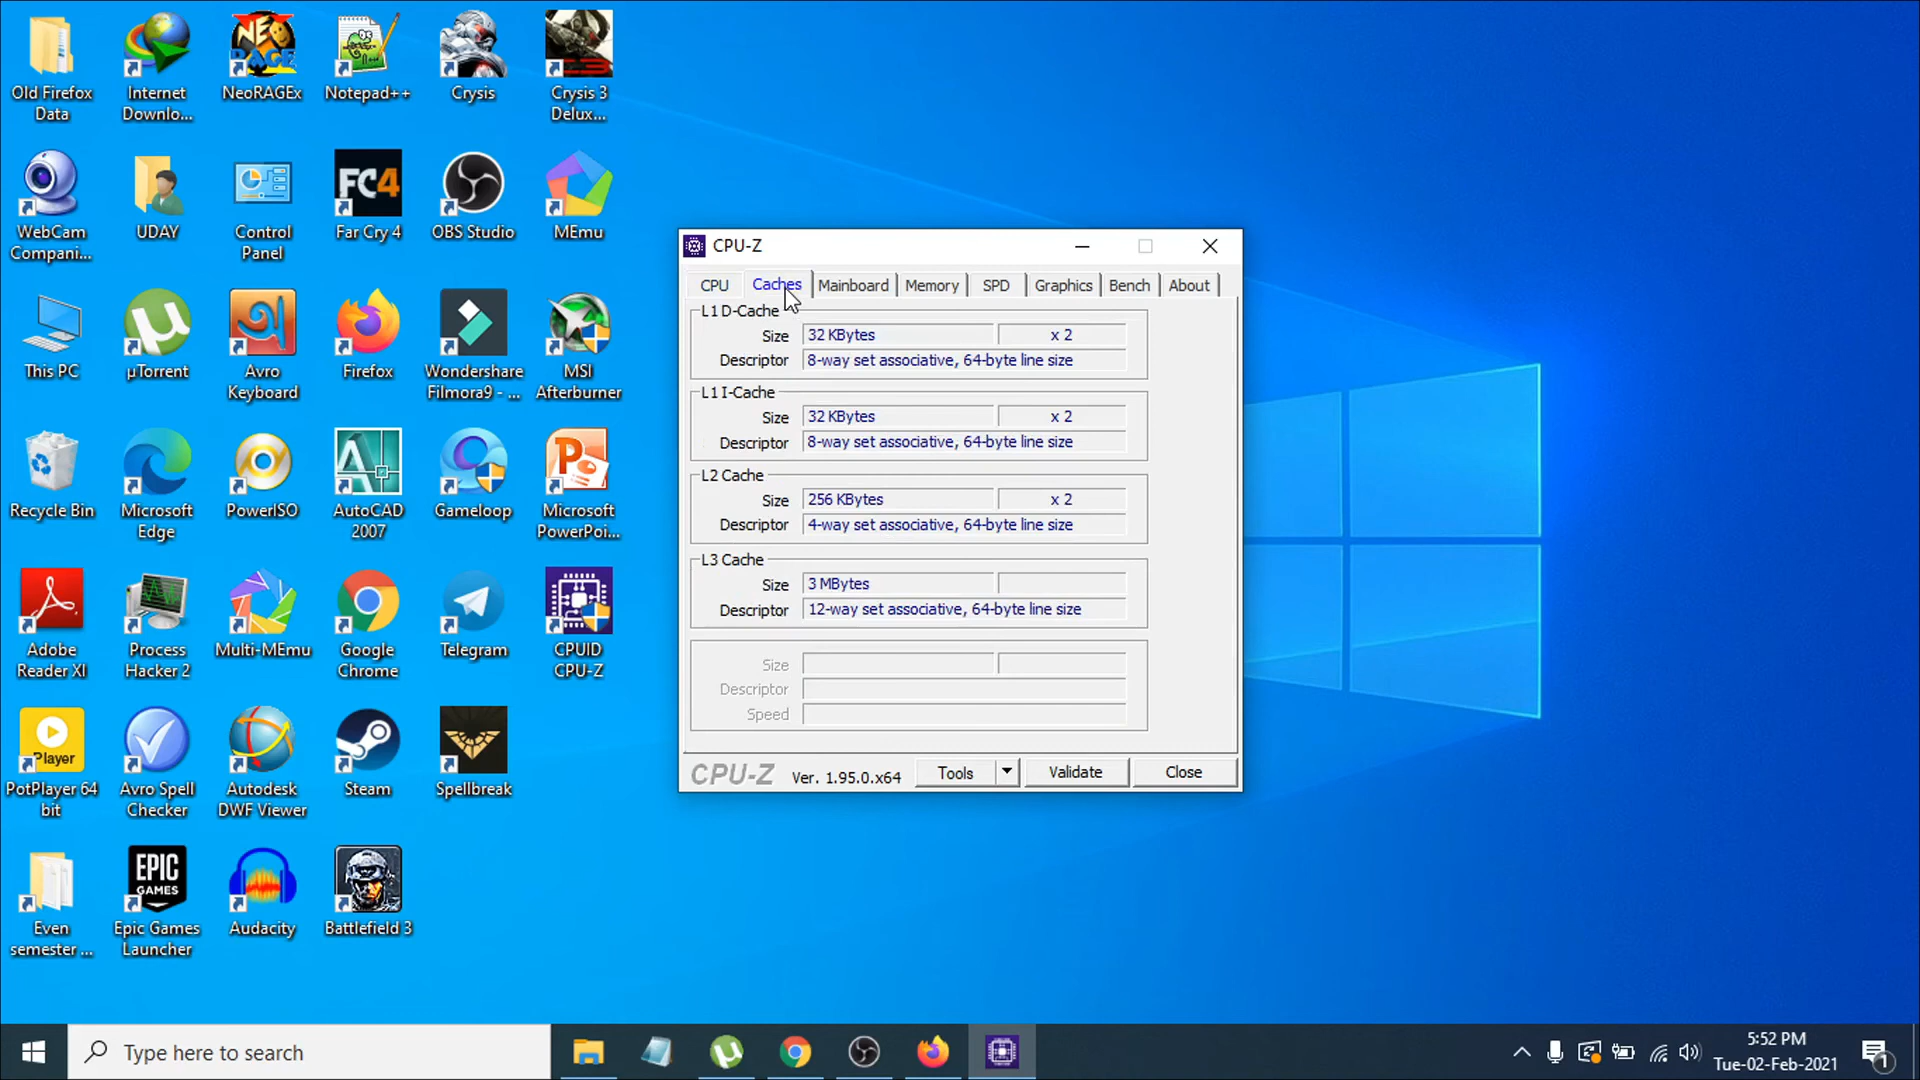 Old Firefox
Data
Internet
Downlo...
NEO
RAGE
NeoRAGEx
Notepad++
Crysis
3
Crysis 3
Delux...
WebCam
Compani...
UDAY
Control
Panel
FC4
Far Cry 4
OBS Studio
MEmu
This PC
µTorrent
Avro
Keyboard
Firefox
Wondershare
Filmora9 - ...
MSI
Afterburner
Recycle Bin
Microsoft
Edge
PowerISO
AutoCAD
2007
Gameloop
Microsoft
PowerPoi...
Adobe
Reader XI
Process
Hacker 2
Multi-MEmu
Google
Chrome
Telegram
CPUID
CPU-Z
Player
PotPlayer 64
bit
Avro Spell
Checker
Autodesk
DWF Viewer
Steam
Spellbreak
Even
semester ...
EPIC
GAMES
Epic Games
Launcher
Audacity
Battlefield 3
CPU-Z
CPU Caches Mainboard Memory SPD Graphics Bench About
L1 D-Cache
Size 32 KBytes x 2
Descriptor 8-way set associative, 64-byte line size
L1 I-Cache
Size 32 KBytes x 2
Descriptor 8-way set associative, 64-byte line size
L2 Cache
Size 256 KBytes x 2
Descriptor 4-way set associative, 64-byte line size
L3 Cache
Size 3 MBytes
Descriptor 12-way set associative, 64-byte line size
Size
Descriptor
Speed
CPU-Z Ver. 1.95.0.x64 Tools Validate Close
Type here to search
5:52 PM
Tue-02-Feb-2021
1